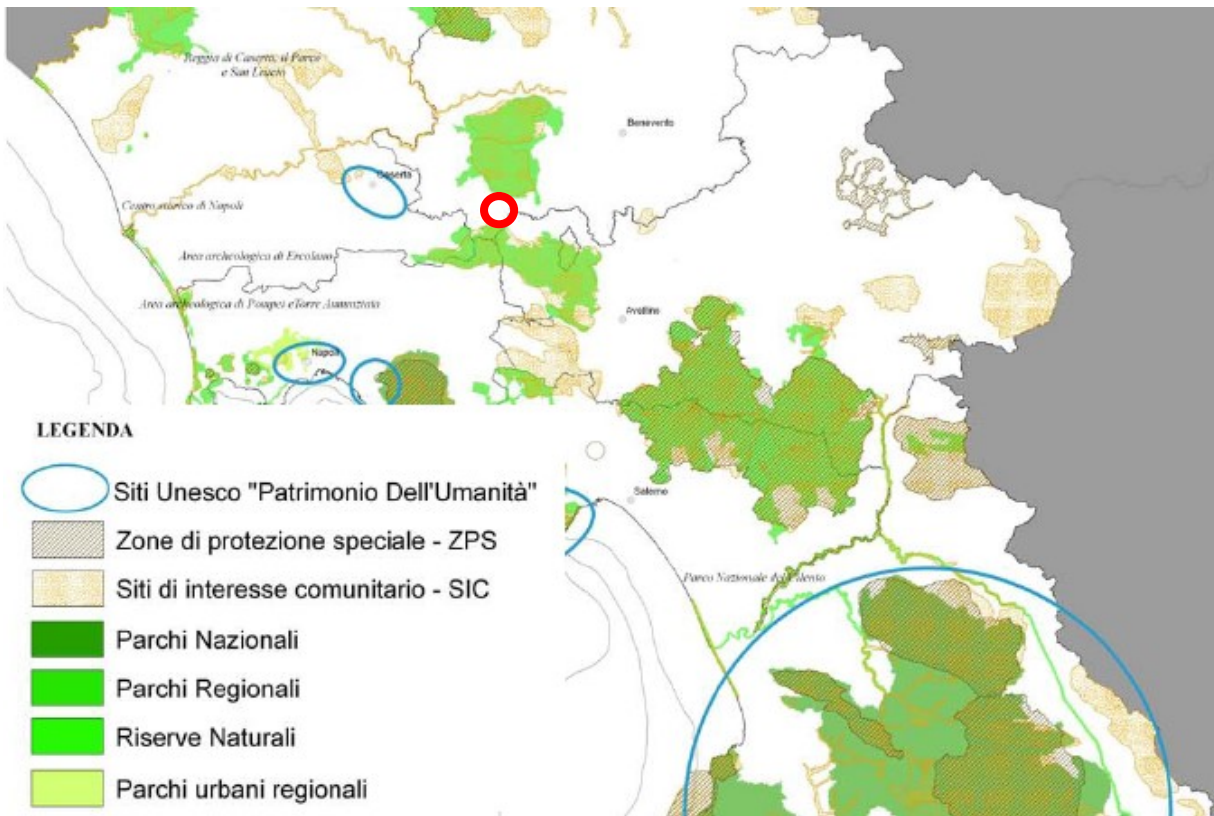 Reggia di Caserta, il Parco
e San Leucio
Benevento
Caserta
Centro storico di Napoli
Area archeologica di Ercolano
Area archeologica di Pompei e Torre Annunziata
Avellino
Napoli
LEGENDA
Siti Unesco "Patrimonio Dell'Umanità"
Salerno
Zone di protezione speciale - ZPS
Parco Nazionale del Cilento
Siti di interesse comunitario - SIC
Parchi Nazionali
Parchi Regionali
Riserve Naturali
Parchi urbani regionali